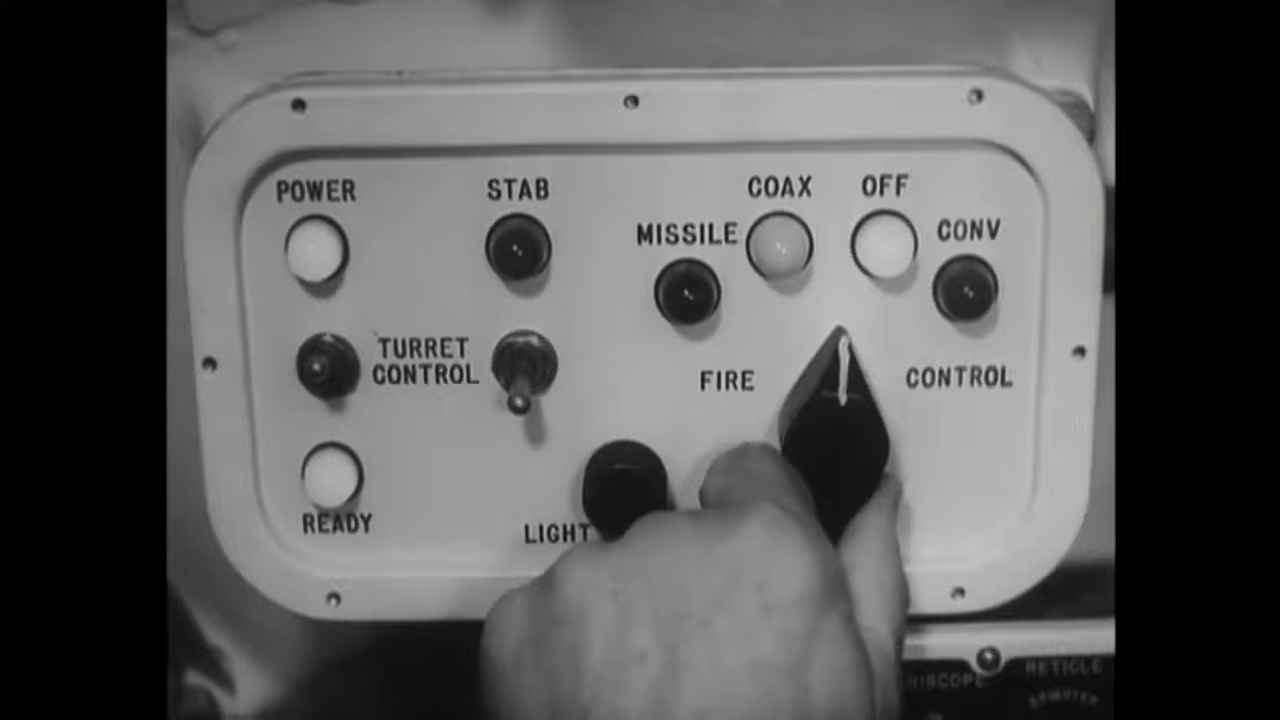 POWER
STAB
COAX
OFF
MISSILE
CONV
TURRET
CONTROL
FIRE
CONTROL
LIGHT
READY
RETICLE